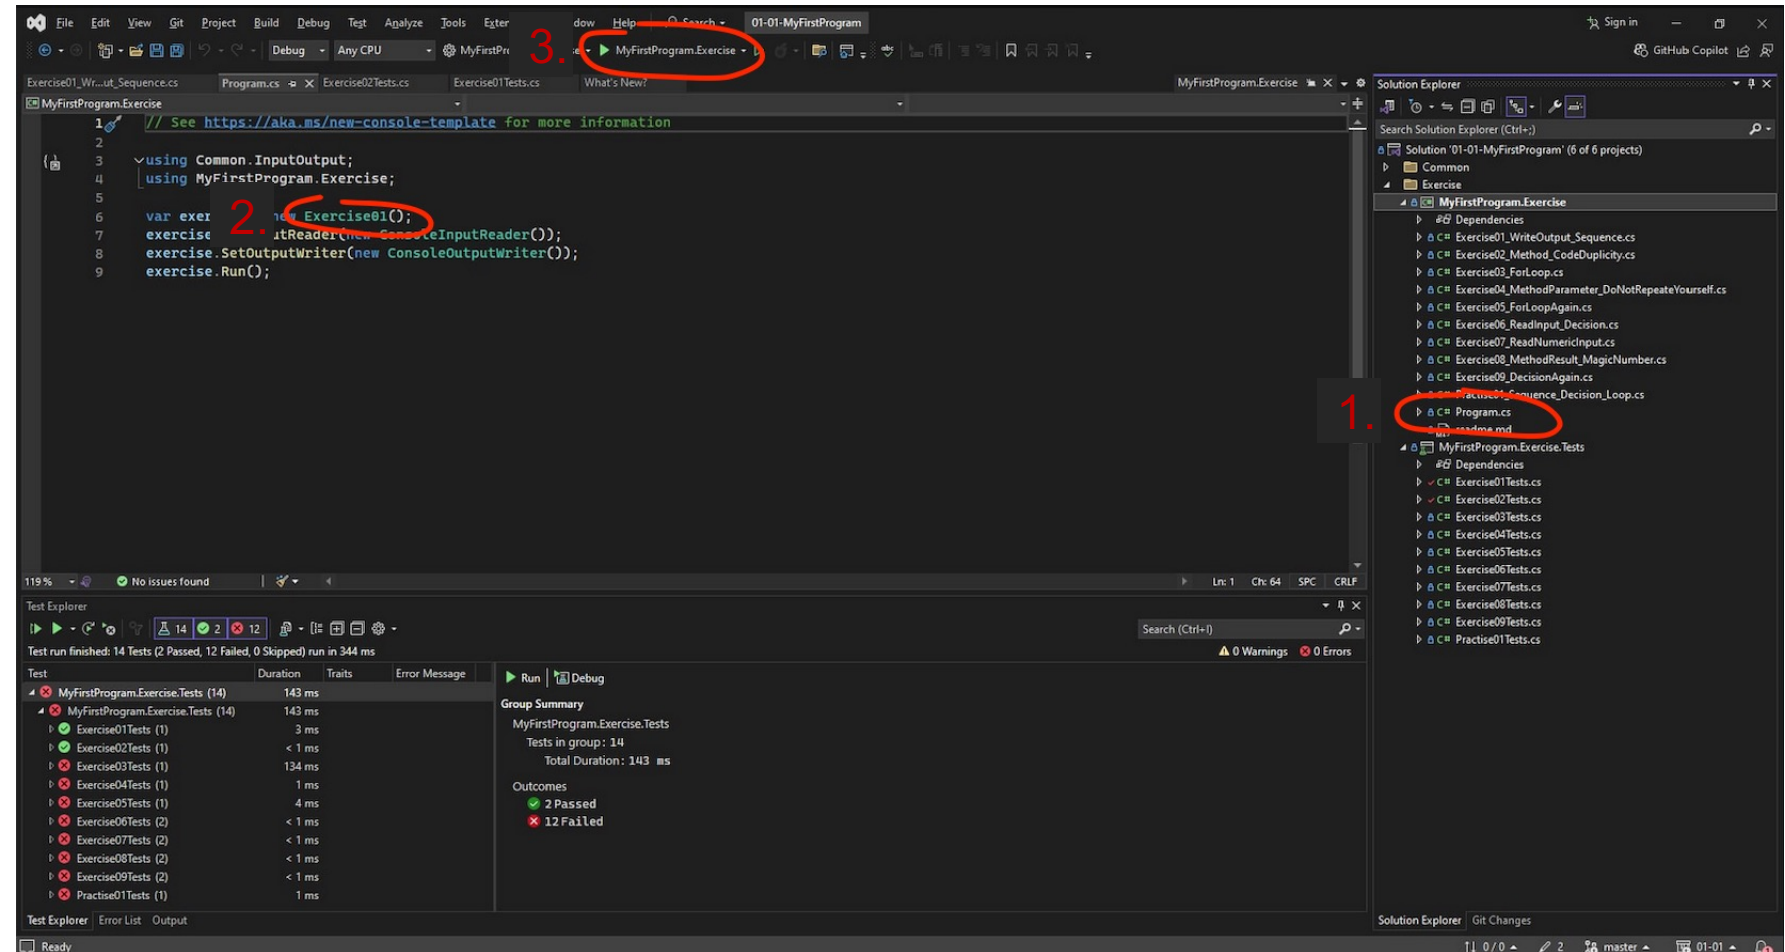 File Edit View Git Project Build Debug Test Analyze Tools Help Search 01-01-MyFirstProgram Sign in
3.
Debug Any CPU MyFirstProgram.Exercise GitHub Copilot
Exercise01_Wr...ut_Sequence.cs Program.cs Exercise02Tests.cs Exercise01Tests.cs What's New? MyFirstProgram.Exercise
MyFirstProgram.Exercise
1 // See https://aka.ms/new-console-template for more information
2
3 using Common.InputOutput;
4 using MyFirstProgram.Exercise;
5
2.
6 var Exercise01();
7 exercise ConsoleInputReader());
8 exercise.SetOutputWriter(new ConsoleOutputWriter());
9 exercise.Run();
119 % No issues found Ln: 1 Ch: 64 SPC CRLF
Test Explorer
14 2 12 Search (Ctrl+I)
Test run finished: 14 Tests (2 Passed, 12 Failed, 0 Skipped) run in 344 ms 0 Warnings 0 Errors
Test Duration Traits Error Message
MyFirstProgram.Exercise.Tests (14) 143 ms
MyFirstProgram.Exercise.Tests (14) 143 ms
Exercise01Tests (1) 3 ms
Exercise02Tests (1) < 1 ms
Exercise03Tests (1) 134 ms
Exercise04Tests (1) 1 ms
Exercise05Tests (1) 4 ms
Exercise06Tests (2) < 1 ms
Exercise07Tests (2) < 1 ms
Exercise08Tests (2) < 1 ms
Exercise09Tests (2) < 1 ms
Practise01Tests (1) 1 ms
Run Debug
Group Summary
MyFirstProgram.Exercise.Tests
Tests in group: 14
Total Duration: 143 ms
Outcomes
2 Passed
12 Failed
Test Explorer Error List Output
Solution Explorer
Search Solution Explorer (Ctrl+;)
Solution '01-01-MyFirstProgram' (6 of 6 projects)
Common
Exercise
MyFirstProgram.Exercise
Dependencies
C# Exercise01_WriteOutput_Sequence.cs
C# Exercise02_Method_CodeDuplicity.cs
C# Exercise03_ForLoop.cs
C# Exercise04_MethodParameter_DoNotRepeatYourself.cs
C# Exercise05_ForLoopAgain.cs
C# Exercise06_ReadInput_Decision.cs
C# Exercise07_ReadNumericInput.cs
C# Exercise08_MethodResult_MagicNumber.cs
C# Exercise09_DecisionAgain.cs
C# Practise01_Sequence_Decision_Loop.cs
1.
C# Program.cs
readme.md
MyFirstProgram.Exercise.Tests
Dependencies
C# Exercise01Tests.cs
C# Exercise02Tests.cs
C# Exercise03Tests.cs
C# Exercise04Tests.cs
C# Exercise05Tests.cs
C# Exercise06Tests.cs
C# Exercise07Tests.cs
C# Exercise08Tests.cs
C# Exercise09Tests.cs
C# Practise01Tests.cs
Solution Explorer Git Changes
Ready 0 / 0 2 master 01-01